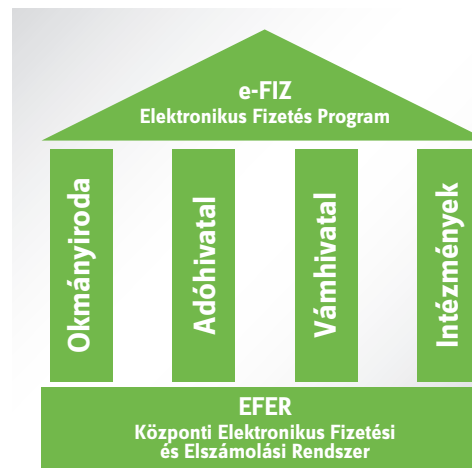 e-FIZ
Elektronikus Fizetés Program
Okmányiroda
Adóhivatal
Vámhivatal
Intézmények
EFER
Központi Elektronikus Fizetési
és Elszámolási Rendszer